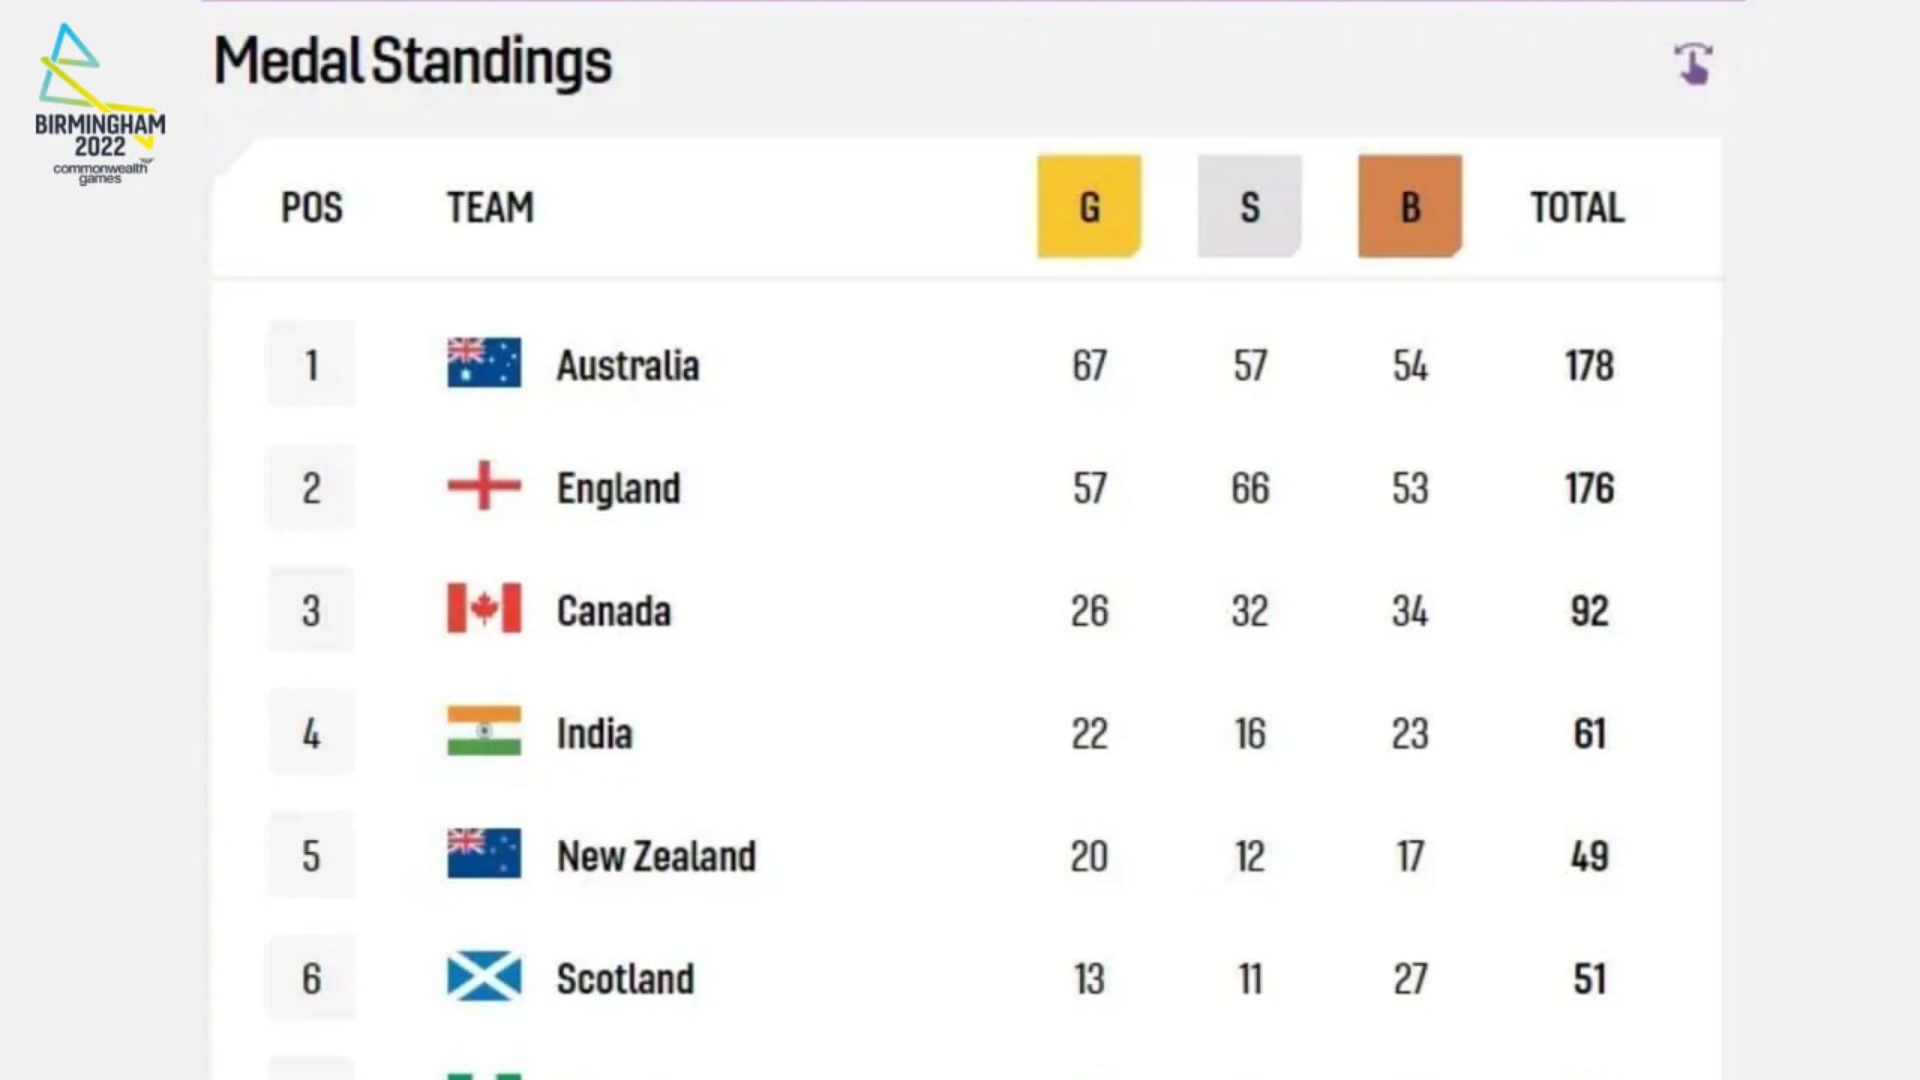 Medal Standings
BIRMINGHAM
2022
commonwealth
games
POS TEAM G S B TOTAL
1 Australia 67 57 54 178
2 England 57 66 53 176
3 Canada 26 32 34 92
4 India 22 16 23 61
5 New Zealand 20 12 17 49
6 Scotland 13 11 27 51